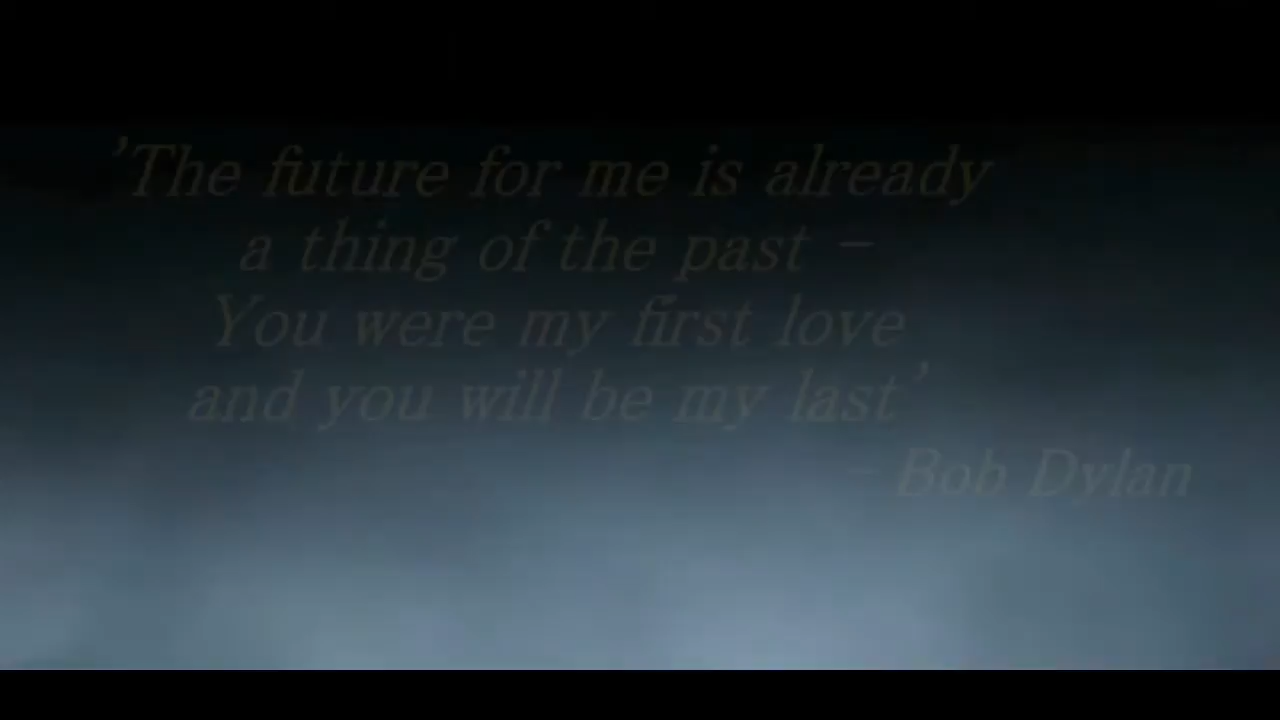 'The future for me is already
a thing of the past -
You were my first love
and you will be my last'
- Bob Dylan